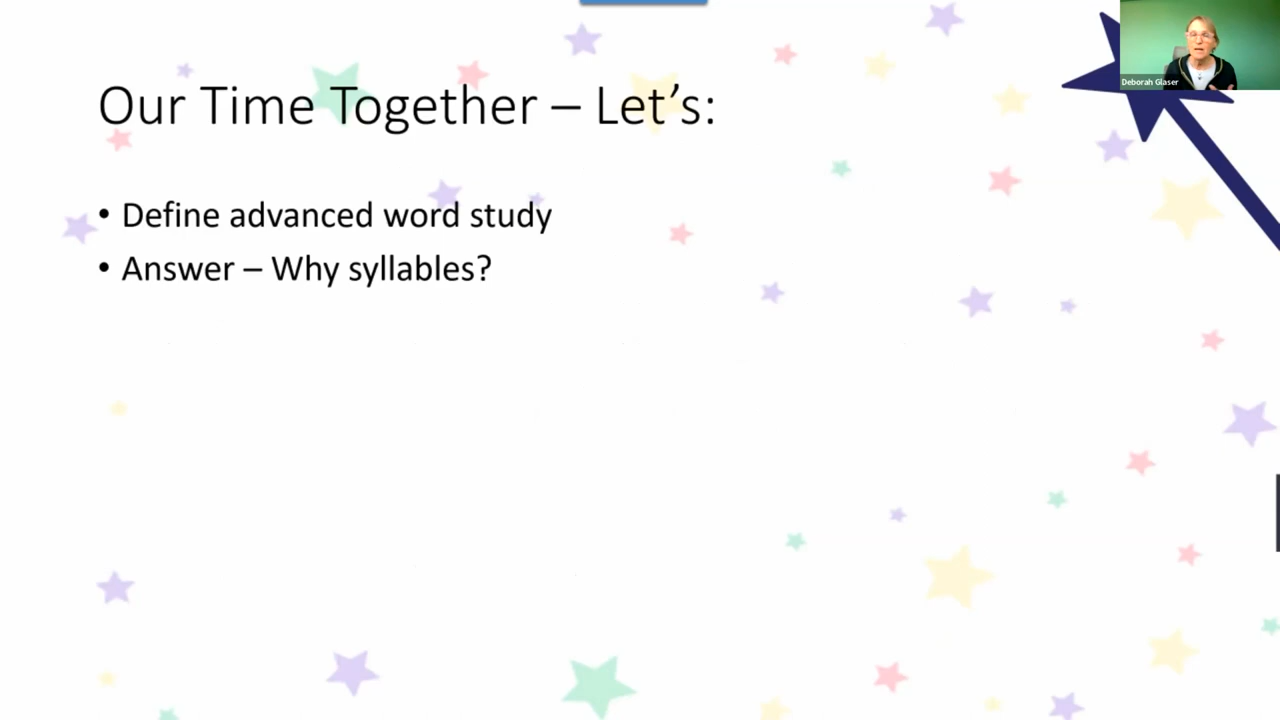 Our Time Together – Let’s:
• Define advanced word study
• Answer – Why syllables?
Deborah Glaser